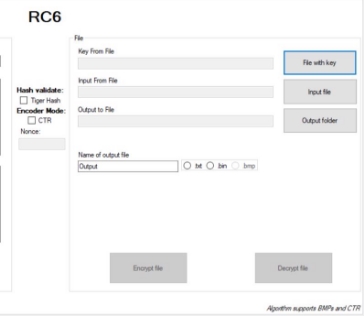 RC6
File
Key From File
File with key
Input From File
Hash validate:
Tiger Hash
Input file
Encoder Mode:
CTR
Output to File
Output folder
Nonce:
Name of output file
Output
.txt
.bin
.bmp
Encrypt file
Decrypt file
Algorithm supports BMPs and CTR